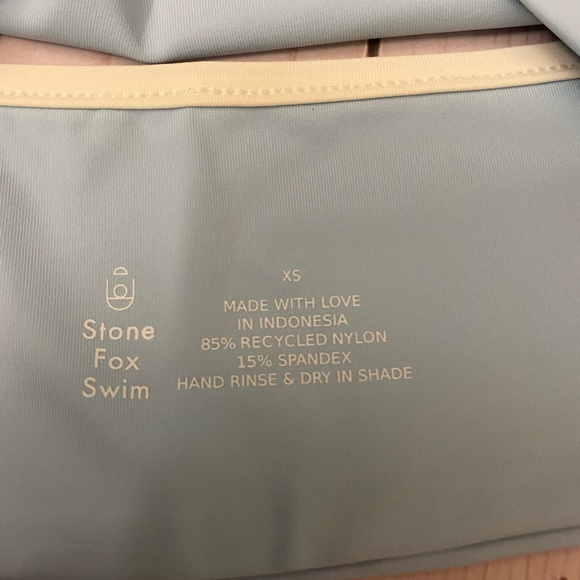 Stone
Fox
Swim
XS
MADE WITH LOVE
IN INDONESIA
85% RECYCLED NYLON
15% SPANDEX
HAND RINSE & DRY IN SHADE